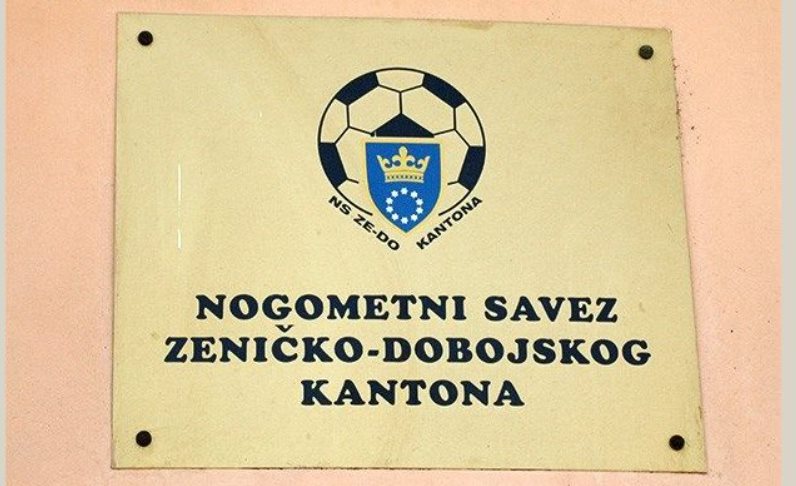 NS ZE-DO KANTONA
NOGOMETNI SAVEZ
ZENIČKO-DOBOJSKOG
KANTONA